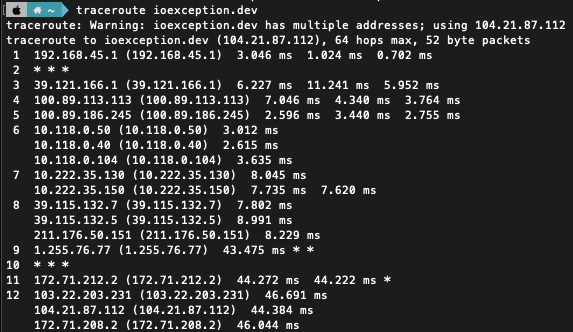 ~ traceroute ioexception.dev
traceroute: Warning: ioexception.dev has multiple addresses; using 104.21.87.112
traceroute to ioexception.dev (104.21.87.112), 64 hops max, 52 byte packets
1 192.168.45.1 (192.168.45.1) 3.046 ms 1.024 ms 0.702 ms
2 * * *
3 39.121.166.1 (39.121.166.1) 6.227 ms 11.241 ms 5.952 ms
4 100.89.113.113 (100.89.113.113) 7.046 ms 4.340 ms 3.764 ms
5 100.89.186.245 (100.89.186.245) 2.596 ms 3.440 ms 2.755 ms
6 10.118.0.50 (10.118.0.50) 3.012 ms
10.118.0.40 (10.118.0.40) 2.615 ms
10.118.0.104 (10.118.0.104) 3.635 ms
7 10.222.35.130 (10.222.35.130) 8.045 ms
10.222.35.150 (10.222.35.150) 7.735 ms 7.620 ms
8 39.115.132.7 (39.115.132.7) 7.802 ms
39.115.132.5 (39.115.132.5) 8.991 ms
211.176.50.151 (211.176.50.151) 8.229 ms
9 1.255.76.77 (1.255.76.77) 43.475 ms * *
10 * * *
11 172.71.212.2 (172.71.212.2) 44.272 ms 44.222 ms *
12 103.22.203.231 (103.22.203.231) 46.691 ms
104.21.87.112 (104.21.87.112) 44.384 ms
172.71.208.2 (172.71.208.2) 46.044 ms